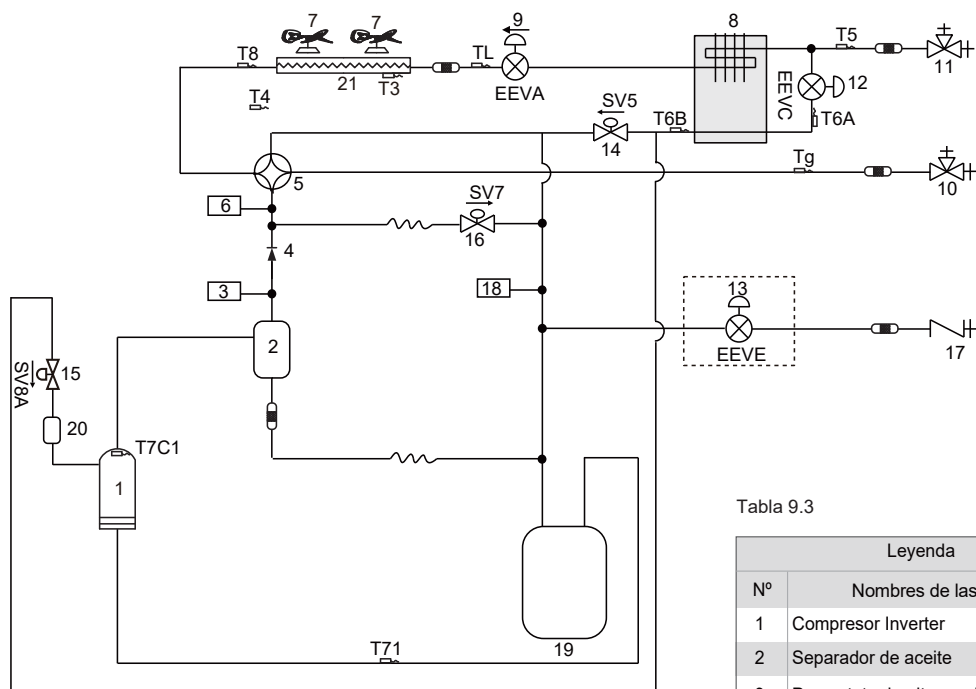 7
7
9
8
T8
TL
T5
21
T3
EEVA
11
T4
EEVC
12
SV5
T6B
T6A
14
Tg
5
10
6
SV7
4
16
3
18
13
2
EEVE
17
SV8A
15
20
T7C1
1
19
T71
Tabla 9.3
Leyenda
Nº
Nombres de las
1
Compresor Inverter
2
Separador de aceite